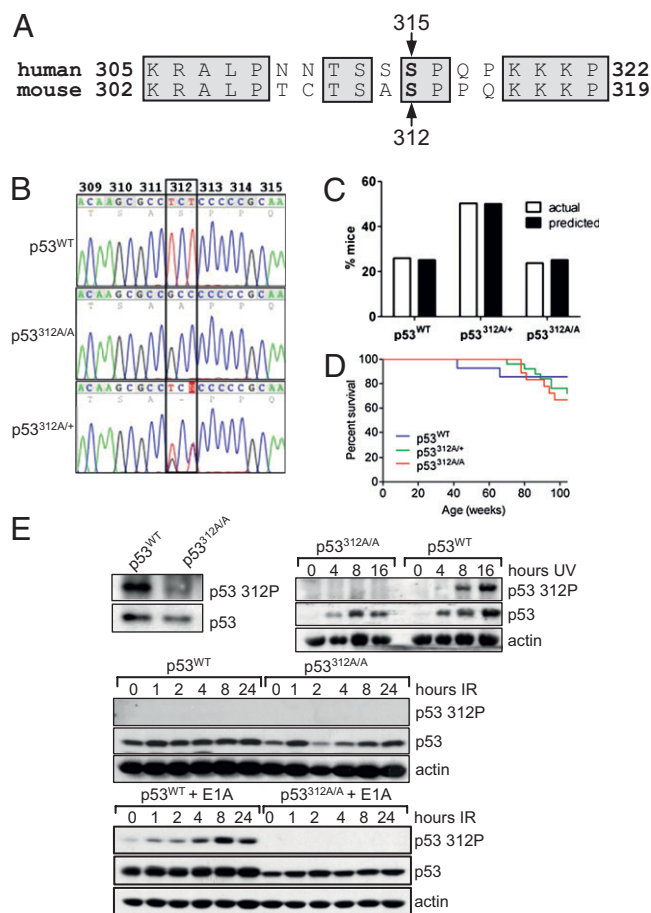 A
315
human 305 K R A L P N N T S S S P Q P K K K P 322
mouse 302 K R A L P T C T S A S P P Q K K K P 319
312
B
309 310 311 312 313 314 315
A C A A G C G C C T C T C C C C C G C A A
T S A S P P Q
p53WT
A C A A G C G C C G C C C C C C C G C A A
T S A A P P Q
p53312A/A
A C A A G C G C C T C N C C C C C G C A A
T S A - P P Q
p53312A/+
C
60
40
20
0
% mice
actual
predicted
p53WT p53312A/+ p53312A/A
D
100
80
60
40
20
0
Percent survival
p53WT
p53312A/+
p53312A/A
0 20 40 60 80 100
Age (weeks)
E
p53WT p53312A/A
p53 312P
p53
p53312A/A p53WT
0 4 8 16 0 4 8 16 hours UV
p53 312P
p53
actin
p53WT p53312A/A
0 1 2 4 8 24 0 1 2 4 8 24 hours IR
p53 312P
p53
actin
p53WT + E1A p53312A/A + E1A
0 1 2 4 8 24 0 1 2 4 8 24 hours IR
p53 312P
p53
actin